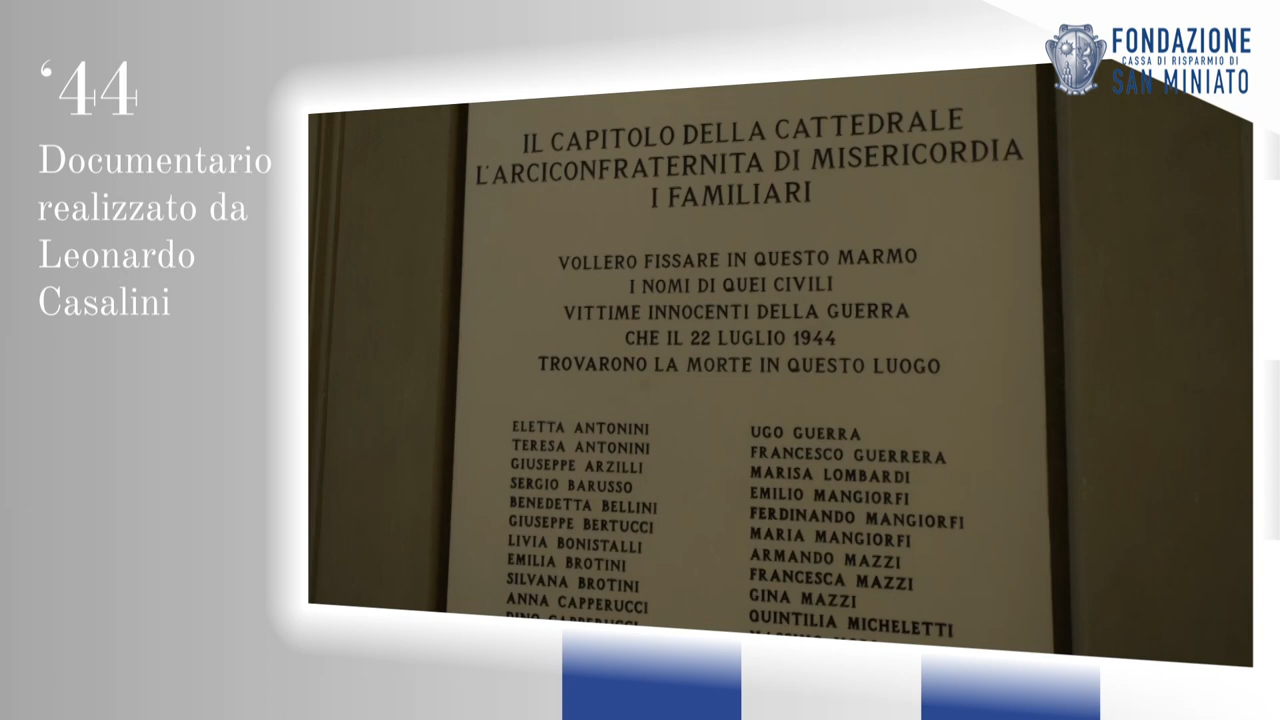 ‘44
Documentario
realizzato da
Leonardo
Casalini
FONDAZIONE
CASSA DI RISPARMIO DI
SAN MINIATO
IL CAPITOLO DELLA CATTEDRALE
L'ARCICONFRATERNITA DI MISERICORDIA
I FAMILIARI
VOLLERO FISSARE IN QUESTO MARMO
I NOMI DI QUEI CIVILI
VITTIME INNOCENTI DELLA GUERRA
CHE IL 22 LUGLIO 1944
TROVARONO LA MORTE IN QUESTO LUOGO
ELETTA ANTONINI
TERESA ANTONINI
GIUSEPPE ARZILLI
SERGIO BARUSSO
BENEDETTA BELLINI
GIUSEPPE BERTUCCI
LIVIA BONISTALLI
EMILIA BROTINI
SILVANA BROTINI
ANNA CAPPERUCCI
UGO GUERRA
FRANCESCO GUERRERA
MARISA LOMBARDI
EMILIO MANGIORFI
FERDINANDO MANGIORFI
MARIA MANGIORFI
ARMANDO MAZZI
FRANCESCA MAZZI
GINA MAZZI
QUINTILIA MICHELETTI